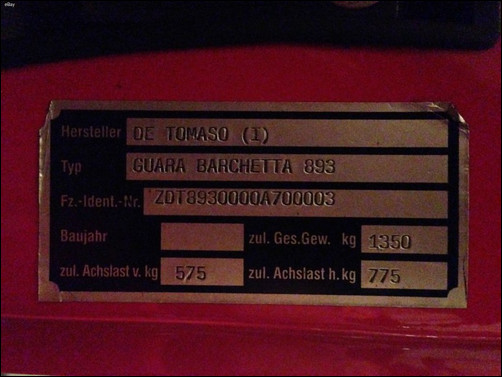 eBay
Hersteller DE TOMASO (I)
Typ GUARA BARCHETTA 893
Fz.-Ident.-Nr. ZDT8930000A700003
Baujahr zul. Ges.Gew. kg 1350
zul. Achslast v. kg 575 zul. Achslast h. kg 775